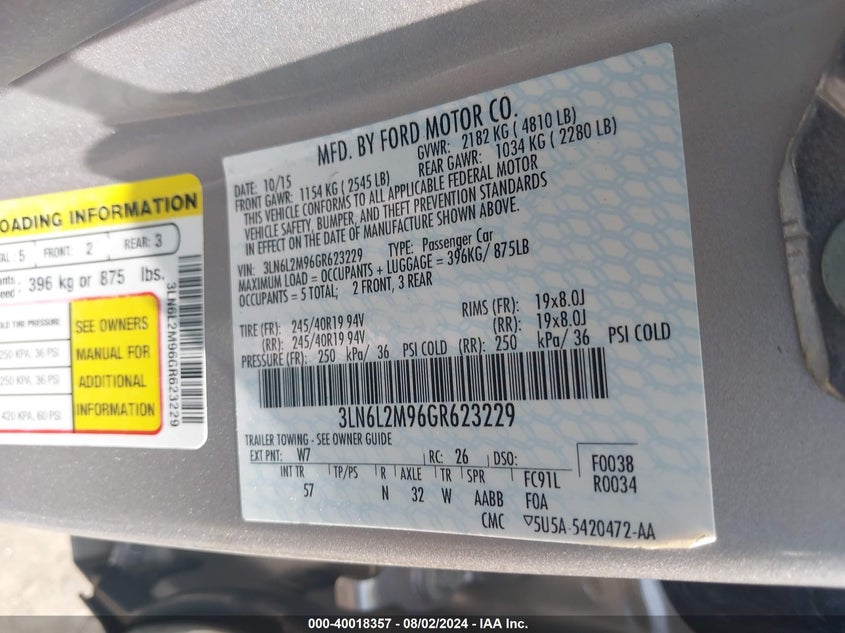 OADING INFORMATION
TAL: 5 FRONT: 2 REAR: 3
396 kg or 875 lbs.
TIRE PRESSURE
250 KPA, 36 PSI
250 KPA, 36 PSI
420 KPA, 60 PSI
SEE OWNERS
MANUAL FOR
ADDITIONAL
INFORMATION
3LN6L2M96GR623229
MFD. BY FORD MOTOR CO.
DATE: 10/15 GVWR: 2182 KG ( 4810 LB)
FRONT GAWR: 1154 KG ( 2545 LB) REAR GAWR: 1034 KG ( 2280 LB)
THIS VEHICLE CONFORMS TO ALL APPLICABLE FEDERAL MOTOR
VEHICLE SAFETY, BUMPER, AND THEFT PREVENTION STANDARDS
IN EFFECT ON THE DATE OF MANUFACTURE SHOWN ABOVE.
VIN: 3LN6L2M96GR623229 TYPE: Passenger Car
MAXIMUM LOAD = OCCUPANTS + LUGGAGE = 396KG/ 875LB
OCCUPANTS = 5 TOTAL; 2 FRONT, 3 REAR
TIRE (FR): 245/40R19 94V RIMS (FR): 19x8.0J
(RR): 245/40R19 94V (RR): 19x8.0J
PRESSURE (FR): 250 kPa/ 36 PSI COLD (RR): 250 kPa/ 36 PSI COLD
3LN6L2M96GR623229
TRAILER TOWING - SEE OWNER GUIDE
EXT PNT: W7 RC: 26 DSO: F0038
INT TR TP/PS R AXLE TR SPR FC91L R0034
57 N 32 W AABB FOA
CMC ▽5U5A-5420472-AA
000-40018357 - 08/02/2024 - IAA Inc.